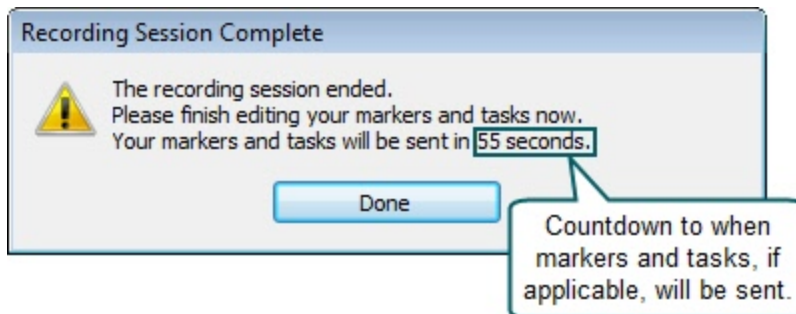 Recording Session Complete
The recording session ended.
Please finish editing your markers and tasks now.
Your markers and tasks will be sent in 55 seconds.
Done
Countdown to when
markers and tasks, if
applicable, will be sent.